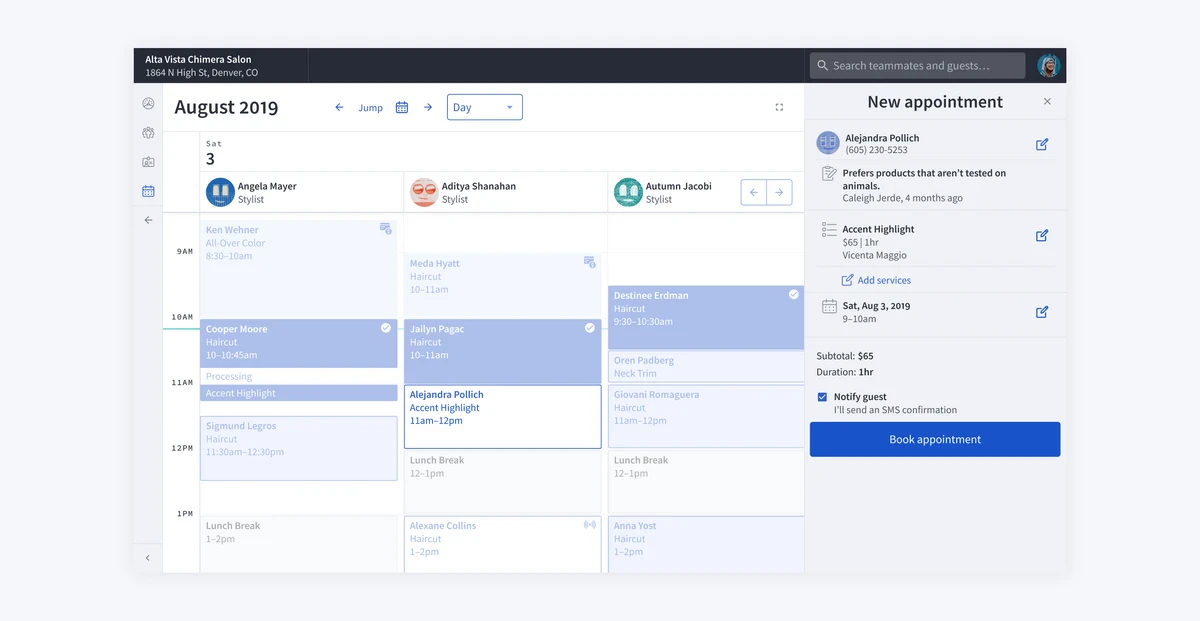 Alta Vista Chimera Salon
1864 N High St, Denver, CO
Search teammates and guests...
August 2019
Jump
Day
Sat
3
Angela Mayer
Stylist
Aditya Shanahan
Stylist
Autumn Jacobi
Stylist
9AM
10AM
11AM
12PM
1PM
Ken Wehner
All-Over Color
8:30–10am
Cooper Moore
Haircut
10–10:45am
Processing
Accent Highlight
Sigmund Legros
Haircut
11:30am–12:30pm
Lunch Break
1–2pm
Meda Hyatt
Haircut
10–11am
Jailyn Pagac
Haircut
10–11am
Alejandra Pollich
Accent Highlight
11am–12pm
Lunch Break
12–1pm
Alexane Collins
Haircut
1–2pm
Destinee Erdman
Haircut
9:30–10:30am
Oren Padberg
Neck Trim
Giovani Romaguera
Haircut
11am–12pm
Lunch Break
12–1pm
Anna Yost
Haircut
1–2pm
New appointment
Alejandra Pollich
(605) 230-5253
Prefers products that aren't tested on
animals.
Caleigh Jerde, 4 months ago
Accent Highlight
$65 | 1hr
Vicenta Maggio
Add services
Sat, Aug 3, 2019
9–10am
Subtotal: $65
Duration: 1hr
Notify guest
I'll send an SMS confirmation
Book appointment